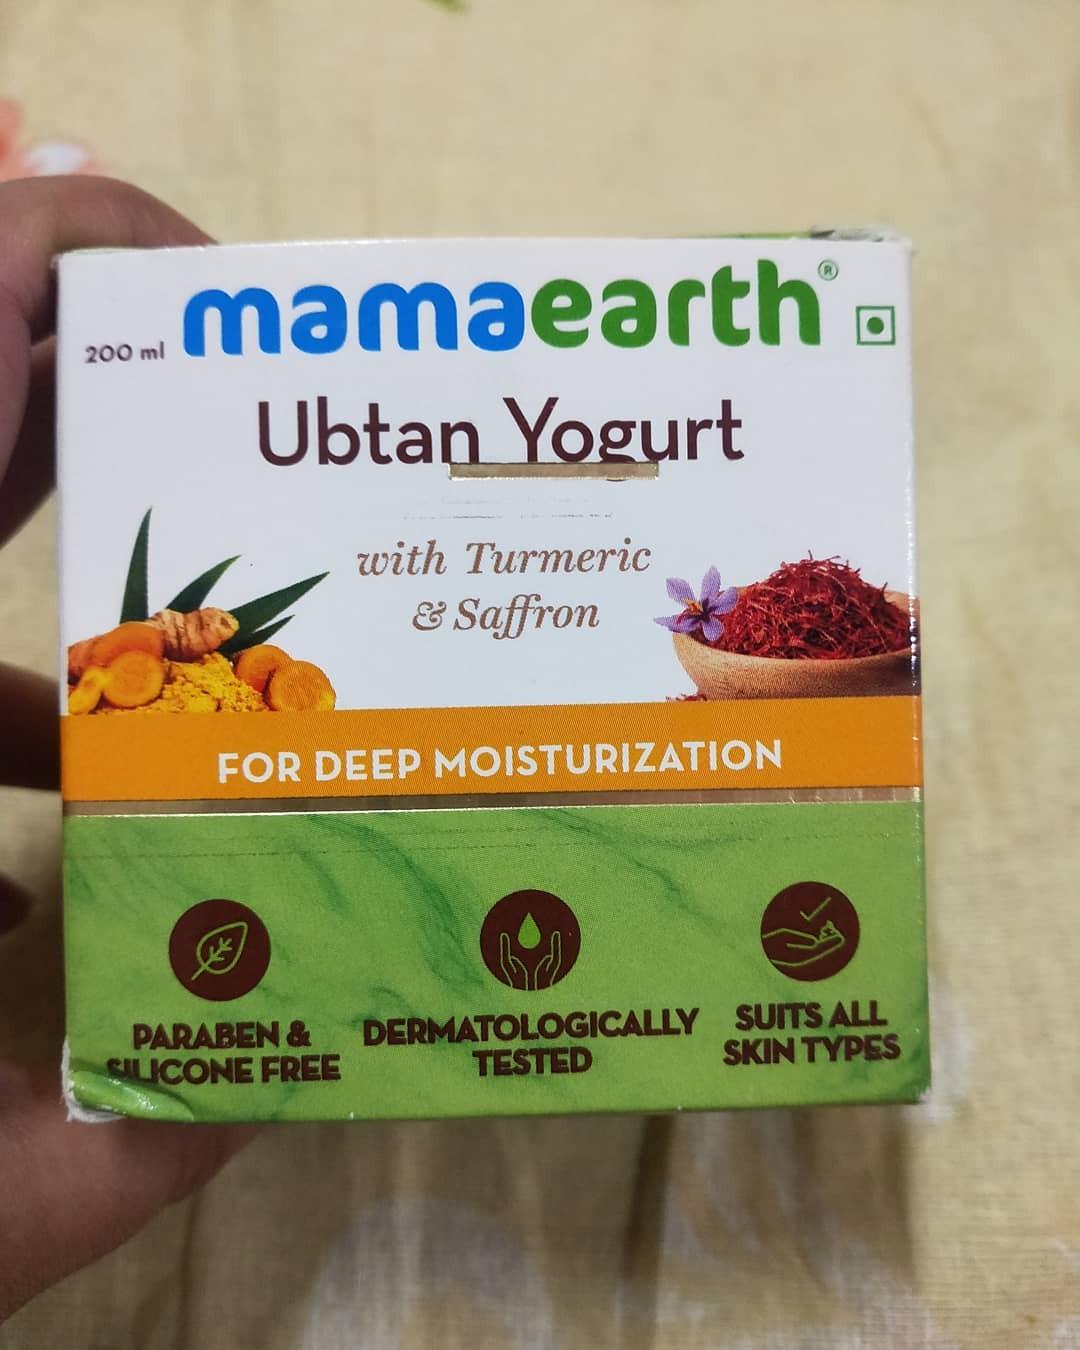 mamaearth®
200 ml
Ubtan Yogurt
with Turmeric
& Saffron
FOR DEEP MOISTURIZATION
PARABEN &
SILICONE FREE
DERMATOLOGICALLY
TESTED
SUITS ALL
SKIN TYPES